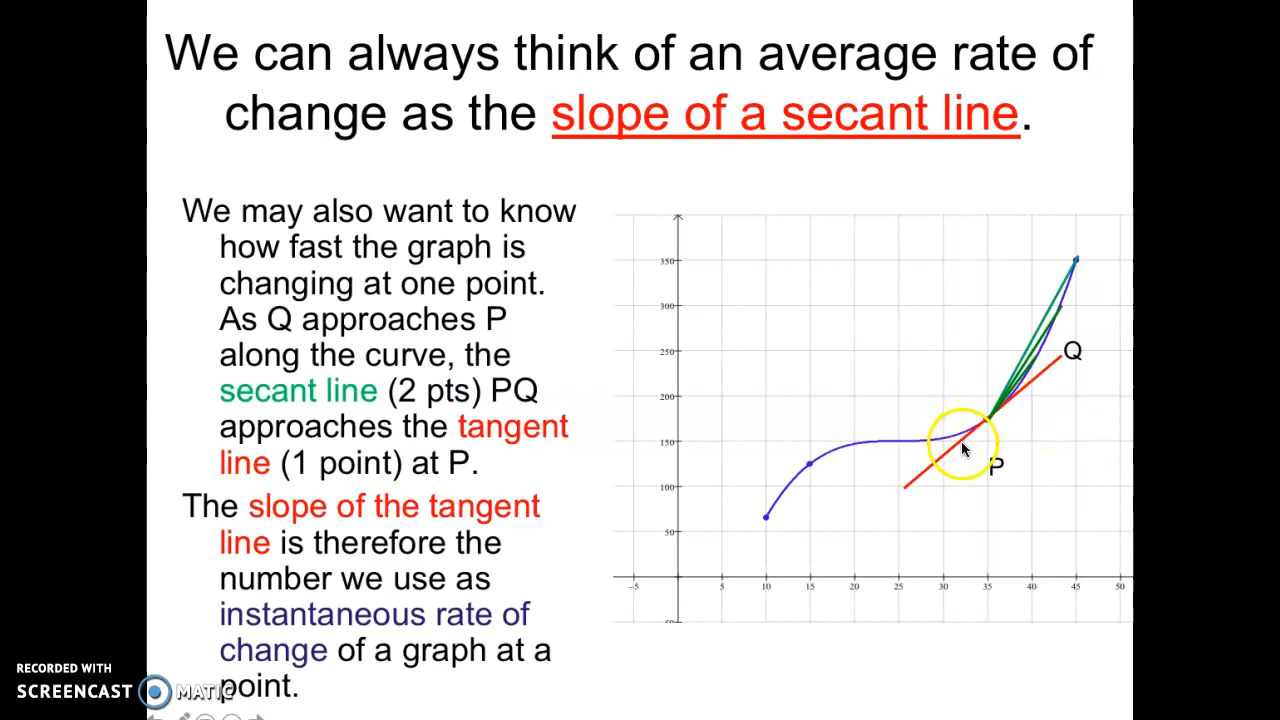 We can always think of an average rate of
change as the slope of a secant line.
We may also want to know
how fast the graph is
changing at one point.
As Q approaches P
along the curve, the
secant line (2 pts) PQ
approaches the tangent
line (1 point) at P.
The slope of the tangent
line is therefore the
number we use as
instantaneous rate of
change of a graph at a
point.
350
300
250
200
150
100
50
-5 5 10 15 20 25 30 35 40 45 50
Q
P
RECORDED WITH
SCREENCAST MATIC